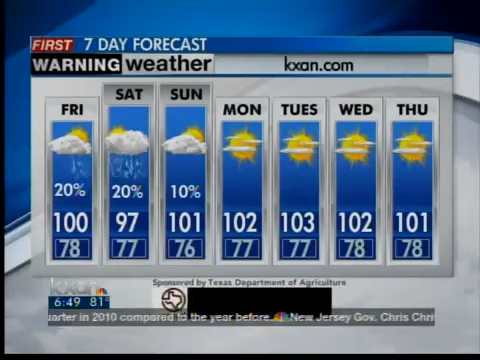 FIRST 7 DAY FORECAST
WARNING weather kxan.com
FRI SAT SUN MON TUES WED THU
20% 20% 10%
100 97 101 102 103 102 101
78 77 76 77 77 78 78
Sponsored by Texas Department of Agriculture
kxan
6:49 81°
uarter in 2010 compared to the year before. New Jersey Gov. Chris Chri